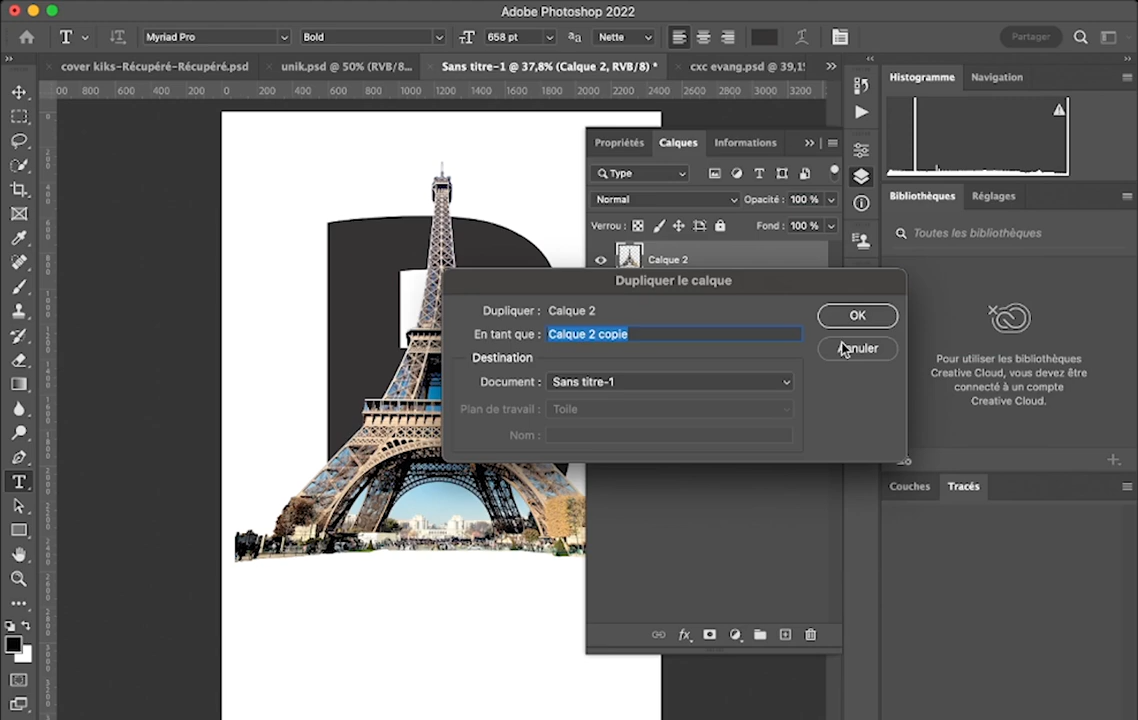 Adobe Photoshop 2022
T Myriad Pro Bold 658 pt aa Nette Partager
cover kiks-Récupéré-Récupéré.psd unik.psd @ 50% (RVB/8... Sans titre-1 @ 37,8% (Calque 2, RVB/8) * cxc evang.psd @ 39,1
800 600 400 200 0 200 400 600 800 1000 1200 1400 1600 1800 2000 2200 2400 2600 2800 3000 3200
Histogramme Navigation
Propriétés Calques Informations
Type
Normal Opacité : 100 %
Verrou : Fond : 100 %
Calque 2
Bibliothèques Réglages
Toutes les bibliothèques
Pour utiliser les bibliothèques
Creative Cloud, vous devez être
connecté à un compte
Creative Cloud.
Couches Tracés
Dupliquer le calque
Dupliquer : Calque 2
OK
En tant que : Calque 2 copie
Annuler
Destination
Document : Sans titre-1
Plan de travail : Toile
Nom :
fx